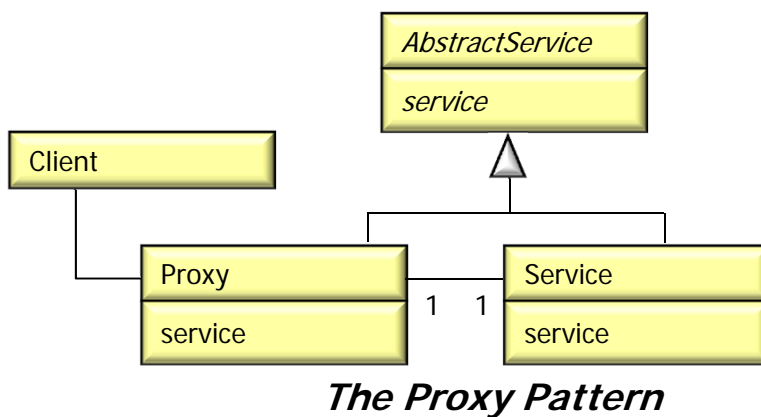 AbstractService
service
Client
Proxy
Service
1 1
service
service
The Proxy Pattern